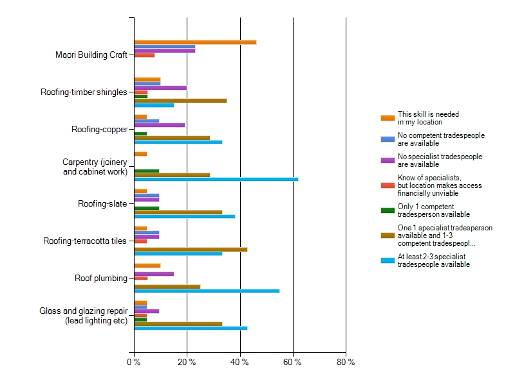 Maori Building Craft
Roofing-timber shingles
Roofing-copper
Carpentry (joinery
and cabinet work)
Roofing-slate
Roofing-terracotta tiles
Roof plumbing
Glass and glazing repair
(lead lighting etc)
0 %
20 %
40 %
60 %
80 %
This skill is needed
in my location
No competent tradespeople
are available
No specialist tradespeople
are available
Know of specialists,
but location makes access
financially unviable
Only 1 competent
tradesperson available
One 1 specialist tradesperson
available and 1-3
competent tradespeopl...
At least 2-3 specialist
tradespeople available